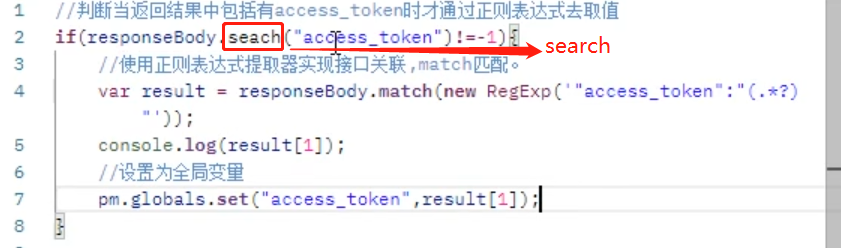 1 //判断当返回结果中包括有access_token时才通过正则表达式去取值
2 if(responseBody.seach("access_token")!=-1){
search
3 //使用正则表达式提取器实现接口关联,match匹配。
4 var result = responseBody.match(new RegExp('"access_token":"(.*?)
"'));
5 console.log(result[1]);
6 //设置为全局变量
7 pm.globals.set("access_token",result[1]);
8 }